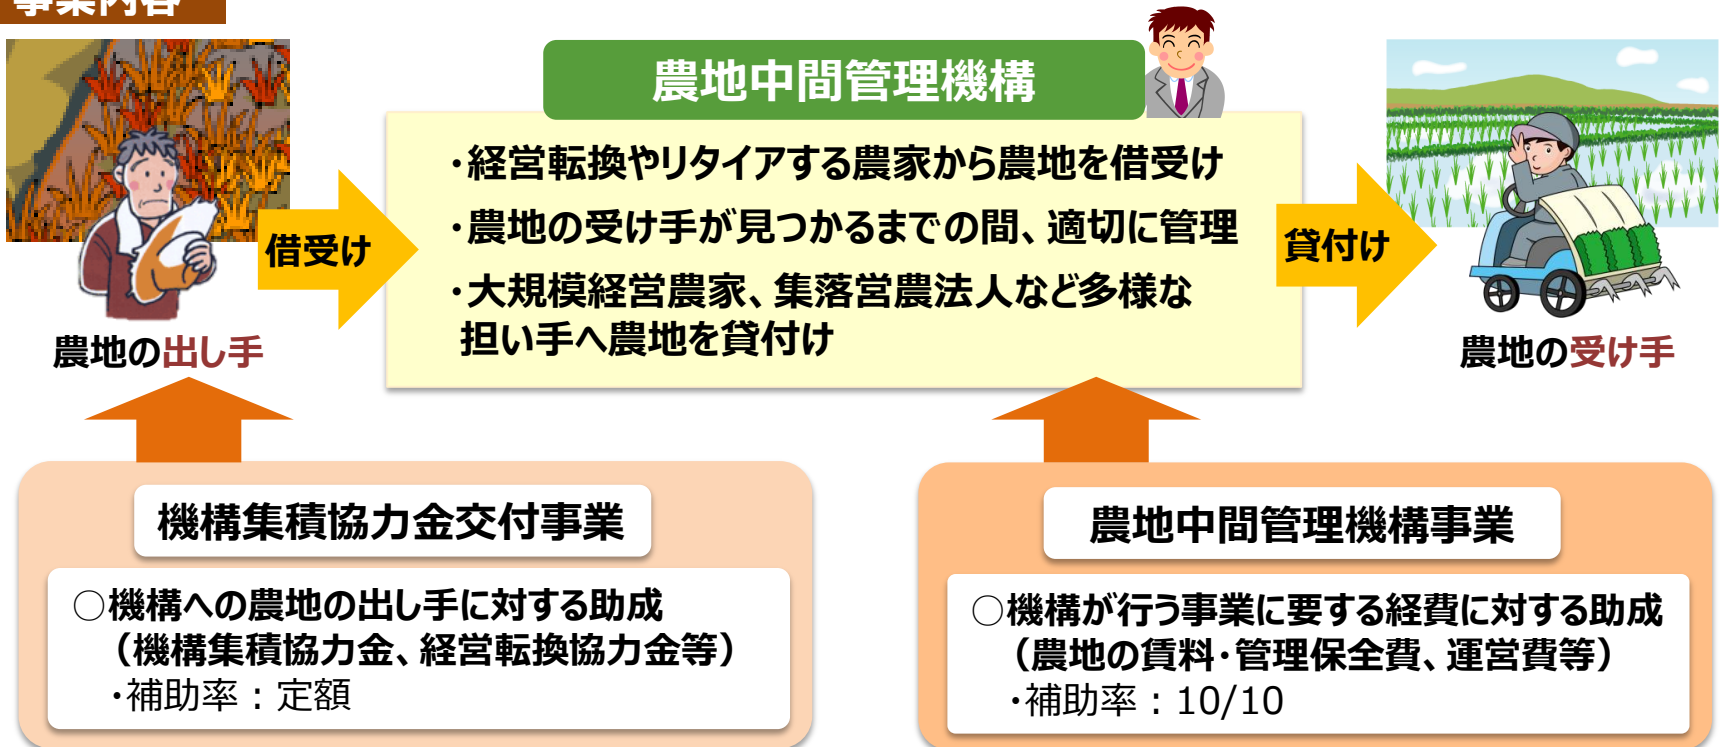 事業内容
農地中間管理機構
・経営転換やリタイアする農家から農地を借受け
・農地の受け手が見つかるまでの間、適切に管理
・大規模経営農家、集落営農法人など多様な
担い手へ農地を貸付け
借受け
貸付け
農地の出し手
農地の受け手
機構集積協力金交付事業
○機構への農地の出し手に対する助成
（機構集積協力金、経営転換協力金等）
・補助率：定額
農地中間管理機構事業
○機構が行う事業に要する経費に対する助成
（農地の賃料・管理保全費、運営費等）
・補助率：10/10